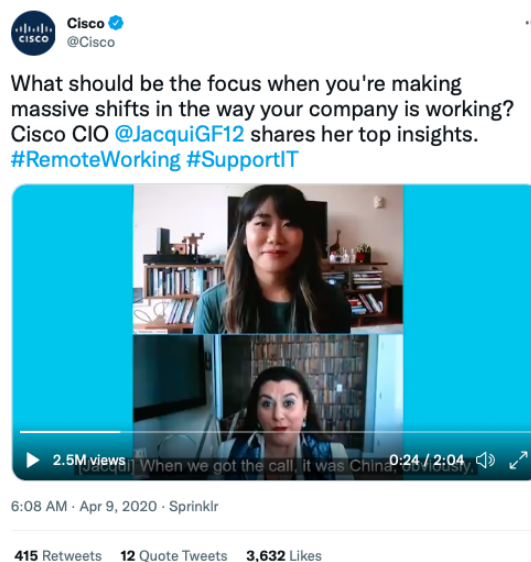 CISCO
Cisco
@Cisco
What should be the focus when you're making
massive shifts in the way your company is working?
Cisco CIO @JacquiGF12 shares her top insights.
#RemoteWorking #SupportIT
2.5M views
0:24 / 2:04
[Jacqui] When we got the call, it was China, obviously.
6:08 AM · Apr 9, 2020 · Sprinklr
415 Retweets 12 Quote Tweets 3,632 Likes